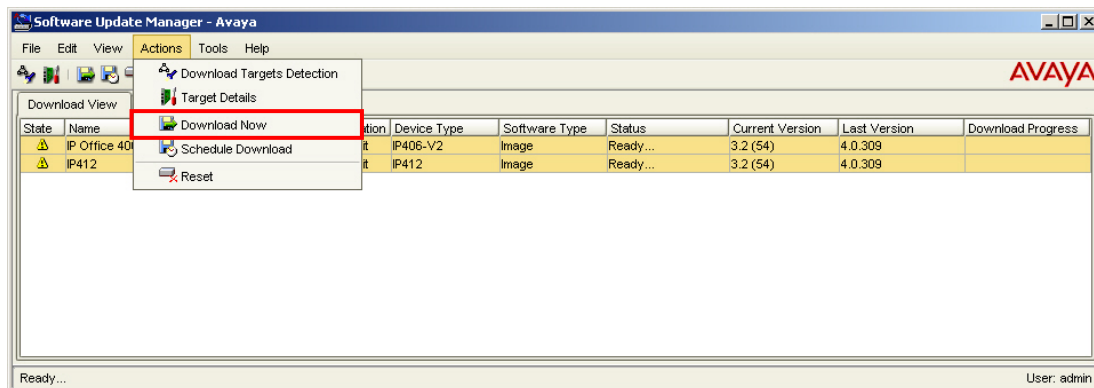 Software Update Manager - Avaya
File Edit View Actions Tools Help
AVAYA
Download Targets Detection
Target Details
Download Now
Schedule Download
Reset
Download View
State Name Device Type Software Type Status Current Version Last Version Download Progress
IP Office IP406-V2 Image Ready... 3.2 (54) 4.0.309
IP412 IP412 Image Ready... 3.2 (54) 4.0.309
Ready... User: admin